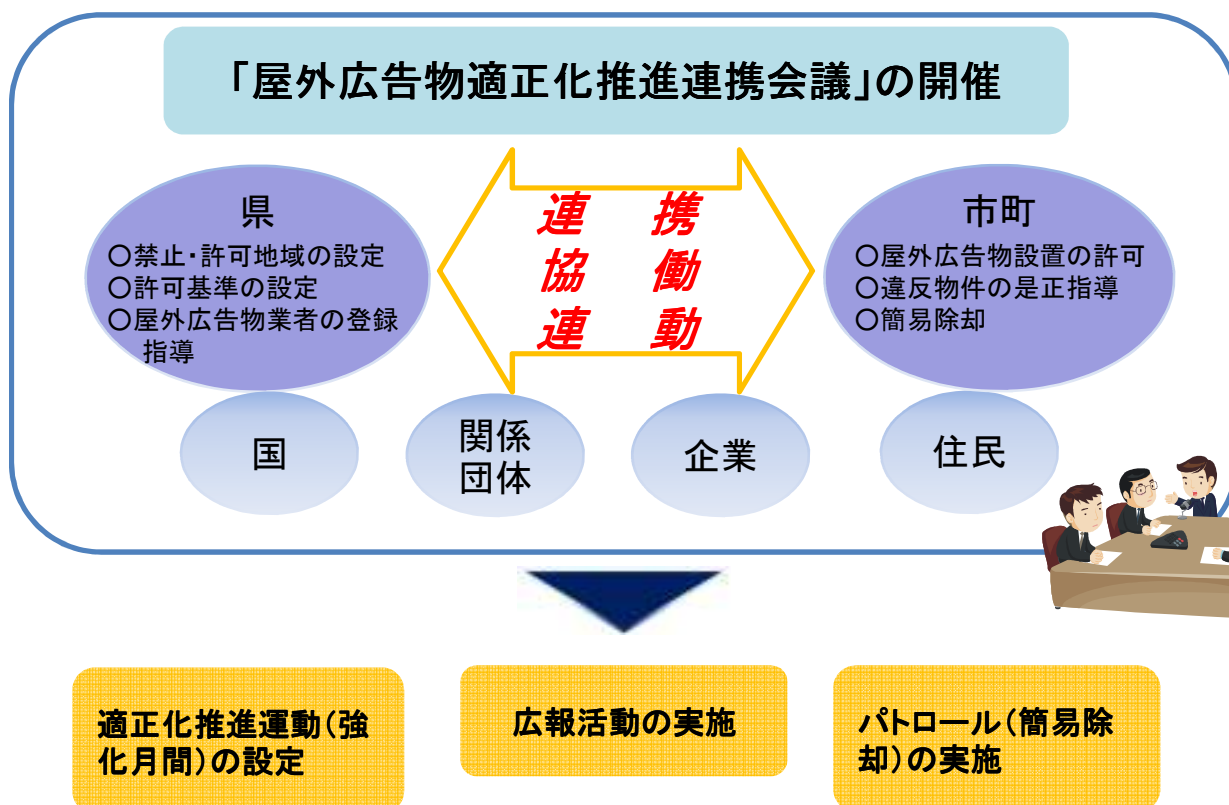 「屋外広告物適正化推進連携会議」の開催
県
○禁止・許可地域の設定
○許可基準の設定
○屋外広告物業者の登録
指導
連 携
協 働
連 動
市町
○屋外広告物設置の許可
○違反物件の是正指導
○簡易除却
国
関係
団体
企業
住民
適正化推進運動(強
化月間)の設定
広報活動の実施
パトロール(簡易除
却)の実施